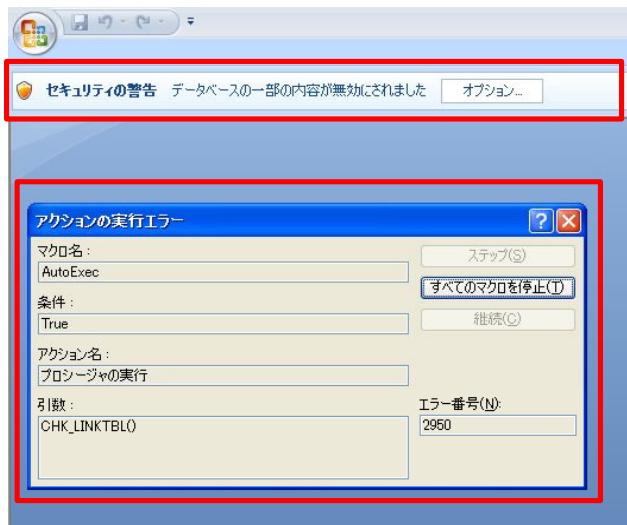 セキュリティの警告 データベースの一部の内容が無効にされました オプション...
アクションの実行エラー
マクロ名:
AutoExec
ステップ(S)
すべてのマクロを停止(T)
条件:
True
継続(C)
アクション名:
プロシージャの実行
引数:
CHK_LINKTBL()
エラー番号(N):
2950